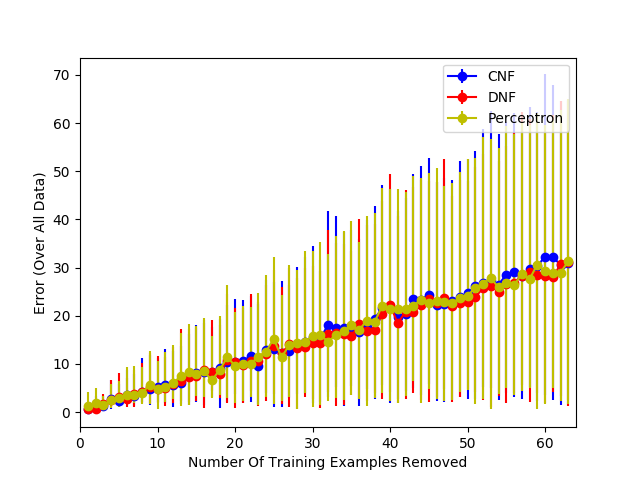 70
60
50
40
30
20
10
0
Error (Over All Data)
CNF
DNF
Perceptron
0 10 20 30 40 50 60
Number Of Training Examples Removed